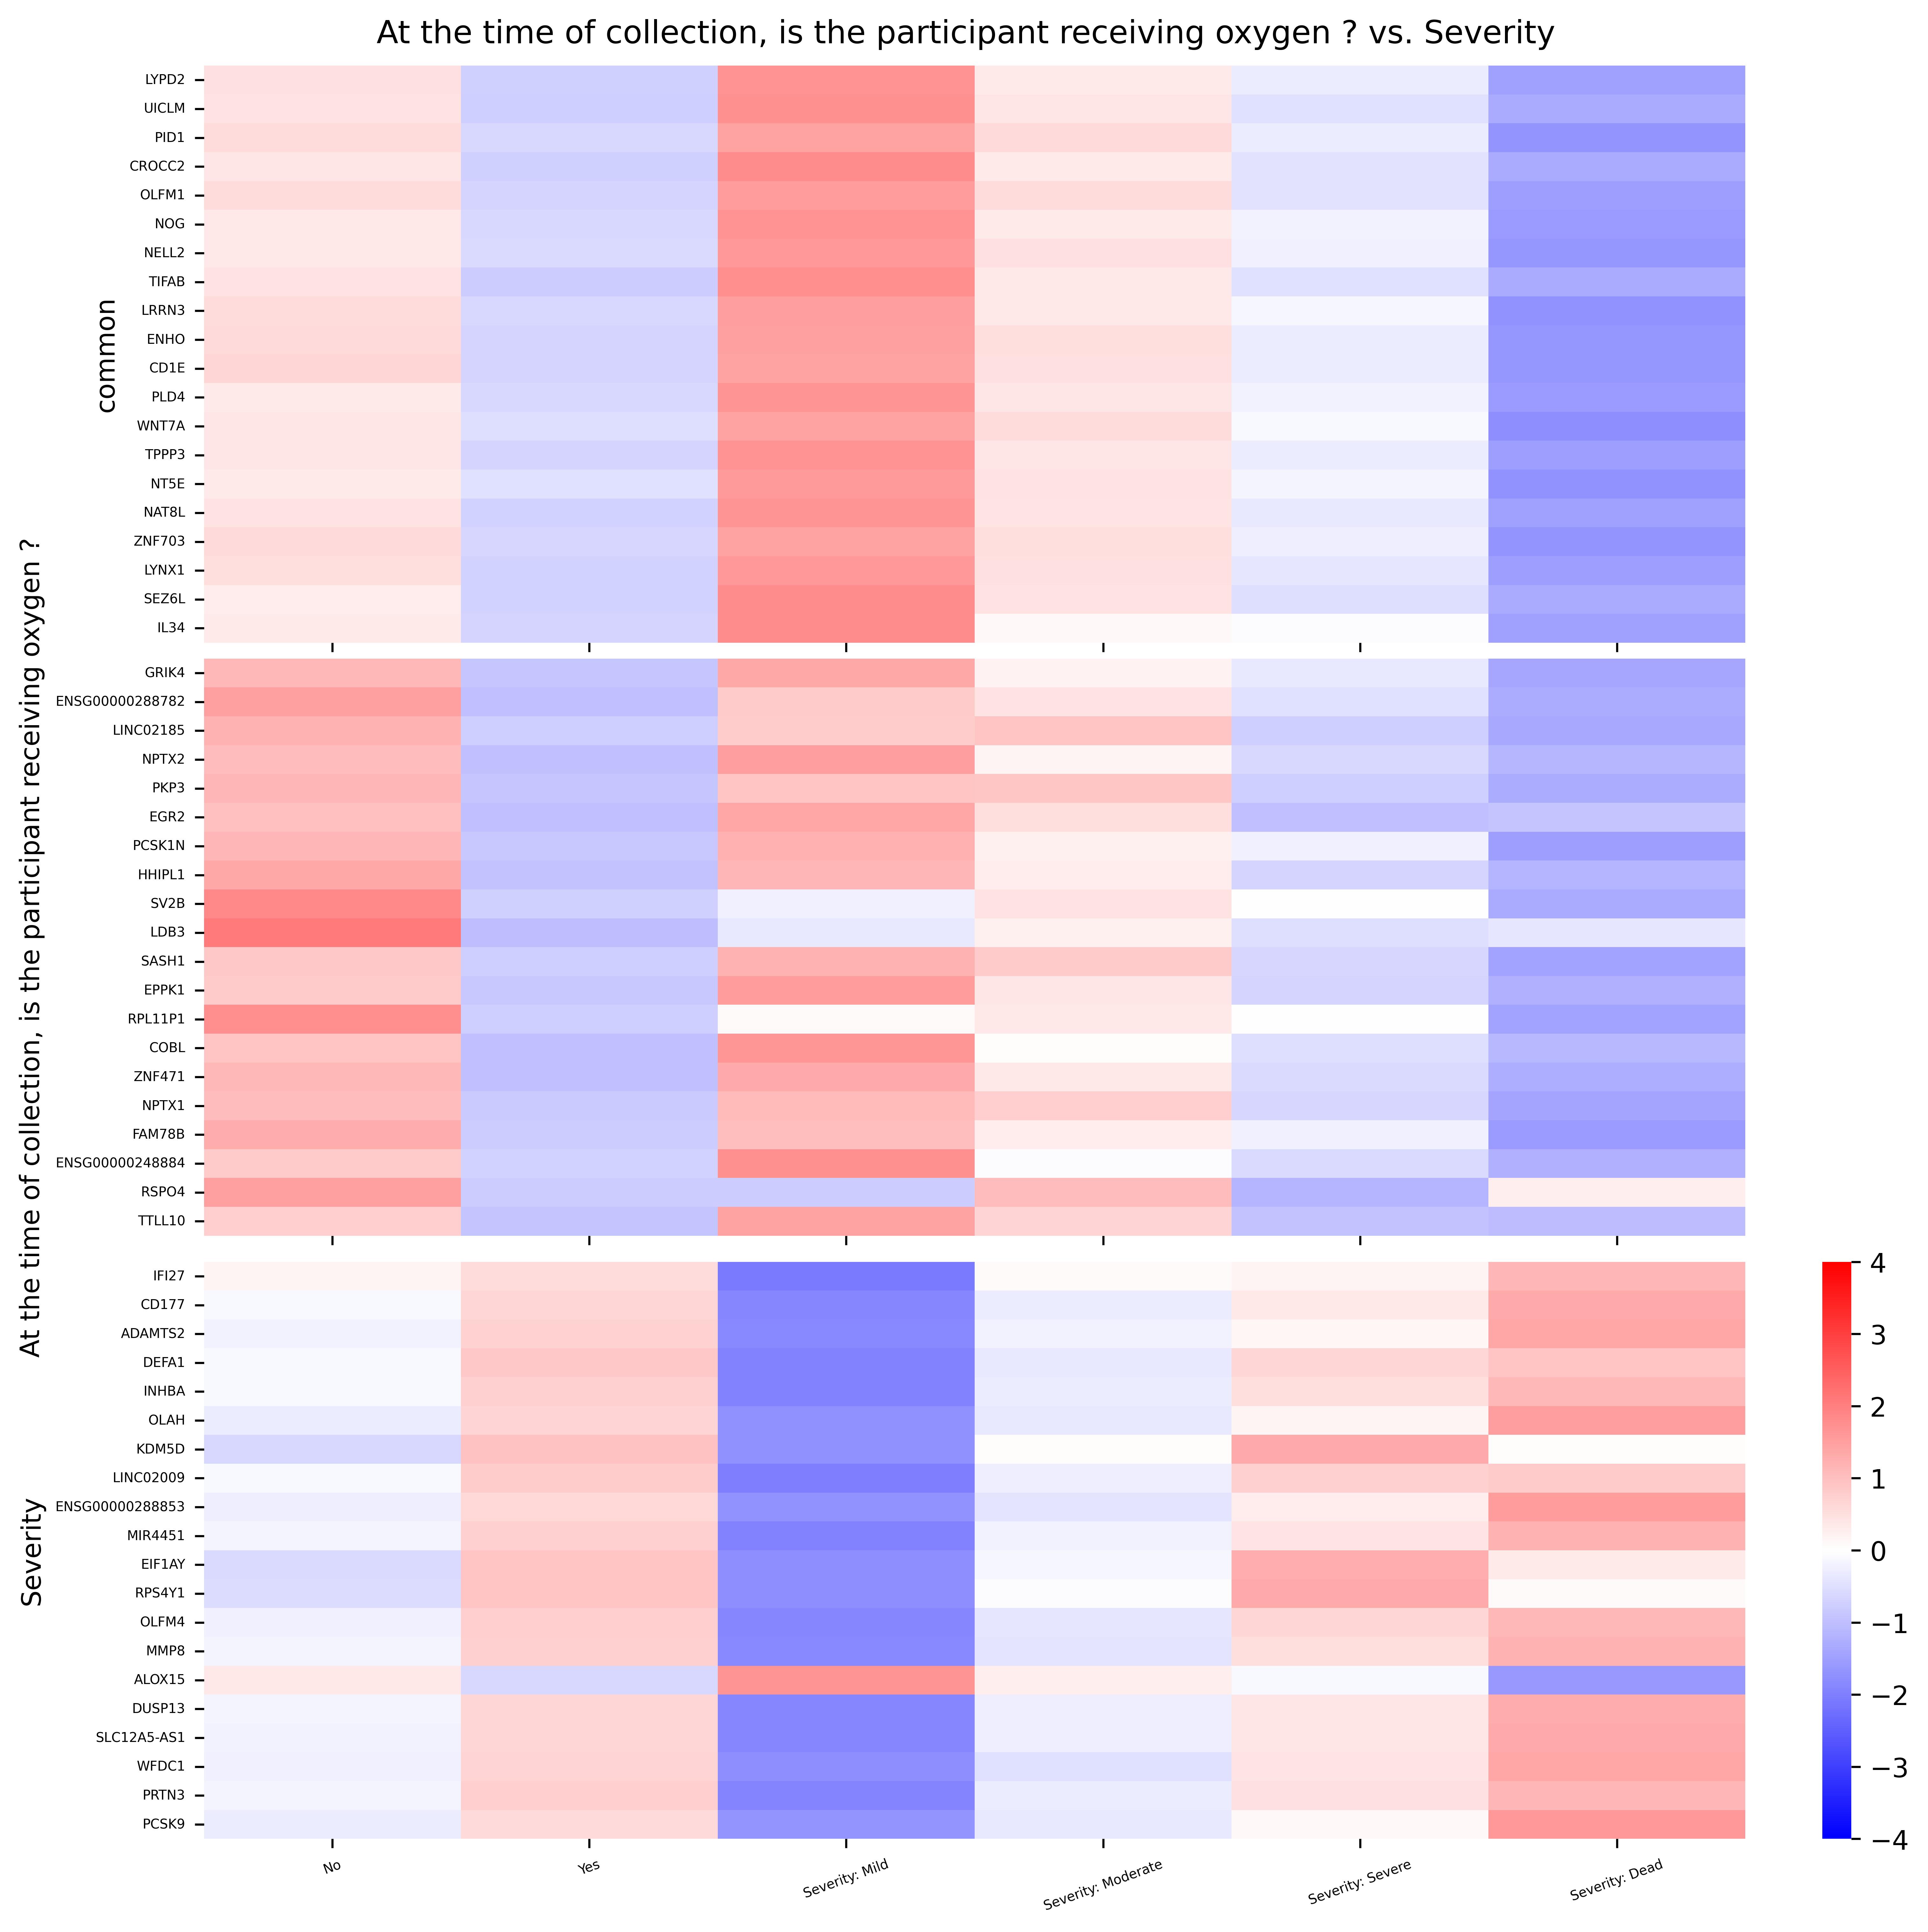 At the time of collection, is the participant receiving oxygen ? vs. Severity
common
LYPD2
UICLM
PID1
CROCC2
OLFM1
NOG
NELL2
TIFAB
LRRN3
ENHO
CD1E
PLD4
WNT7A
TPPP3
NT5E
NAT8L
ZNF703
LYNX1
SEZ6L
IL34
At the time of collection, is the participant receiving oxygen ?
GRIK4
ENSG00000288782
LINC02185
NPTX2
PKP3
EGR2
PCSK1N
HHIPL1
SV2B
LDB3
SASH1
EPPK1
RPL11P1
COBL
ZNF471
NPTX1
FAM78B
ENSG00000248884
RSPO4
TTLL10
Severity
IFI27
CD177
ADAMTS2
DEFA1
INHBA
OLAH
KDM5D
LINC02009
ENSG00000288853
MIR4451
EIF1AY
RPS4Y1
OLFM4
MMP8
ALOX15
DUSP13
SLC12A5-AS1
WFDC1
PRTN3
PCSK9
No
Yes
Severity: Mild
Severity: Moderate
Severity: Severe
Severity: Dead
4
3
2
1
0
−1
−2
−3
−4